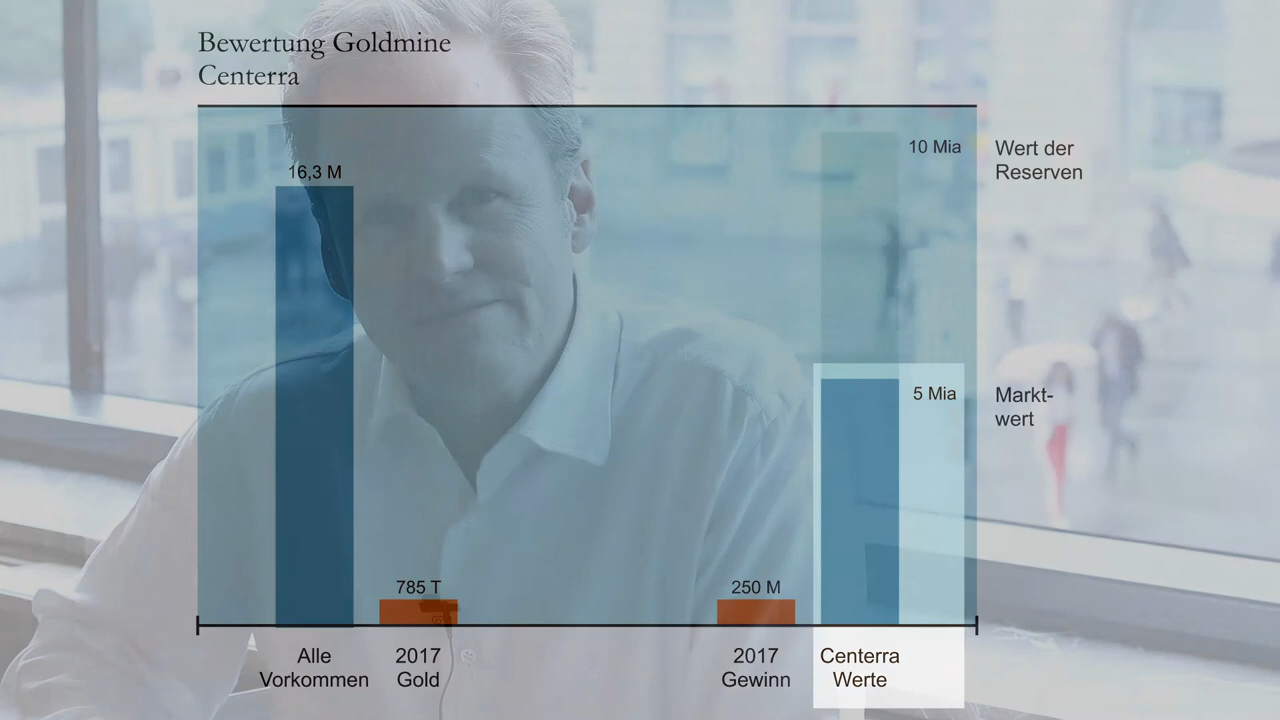 Bewertung Goldmine
Centerra
16,3 M
10 Mia
Wert der
Reserven
5 Mia
Markt-
wert
785 T
250 M
Alle
Vorkommen
2017
Gold
2017
Gewinn
Centerra
Werte